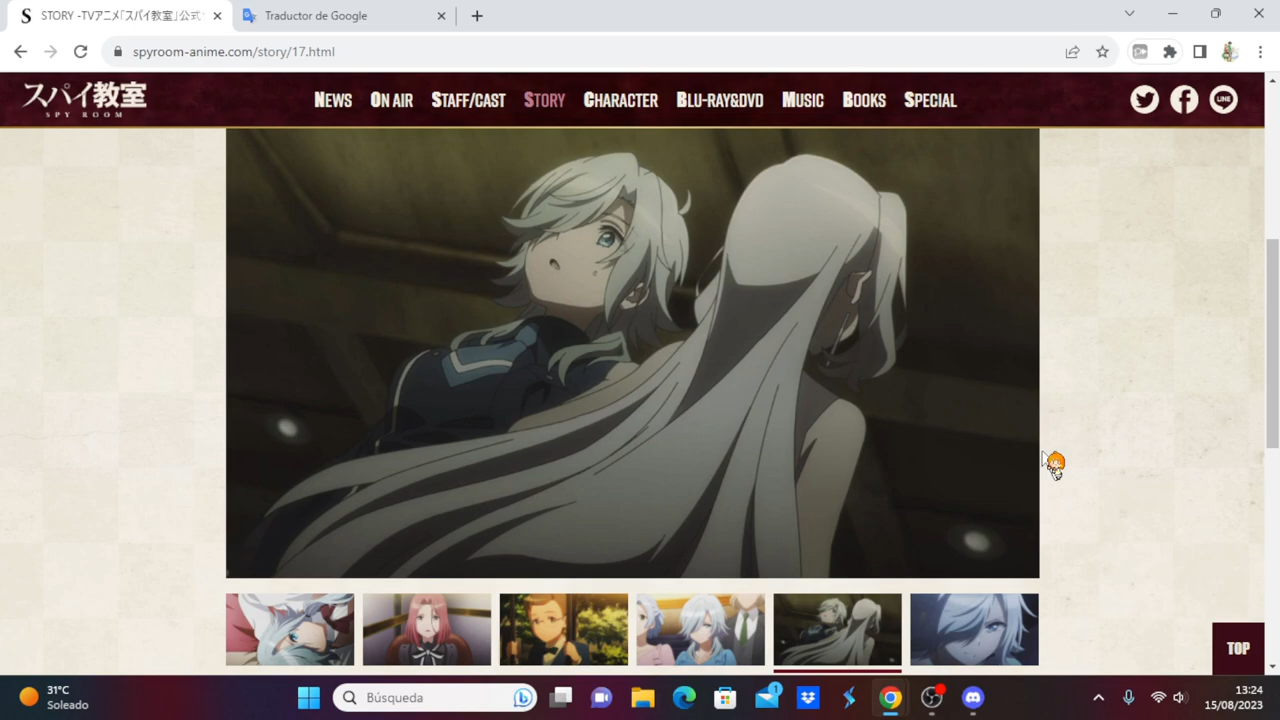 STORY -TVアニメ「スパイ教室」公式
Traductor de Google
spyroom-anime.com/story/17.html
スパイ教室
SPY ROOM
NEWS
ON AIR
STAFF/CAST
STORY
CHARACTER
BLU-RAY&DVD
MUSIC
BOOKS
SPECIAL
LINE
TOP
31°C
Soleado
Búsqueda
1
13:24
15/08/2023